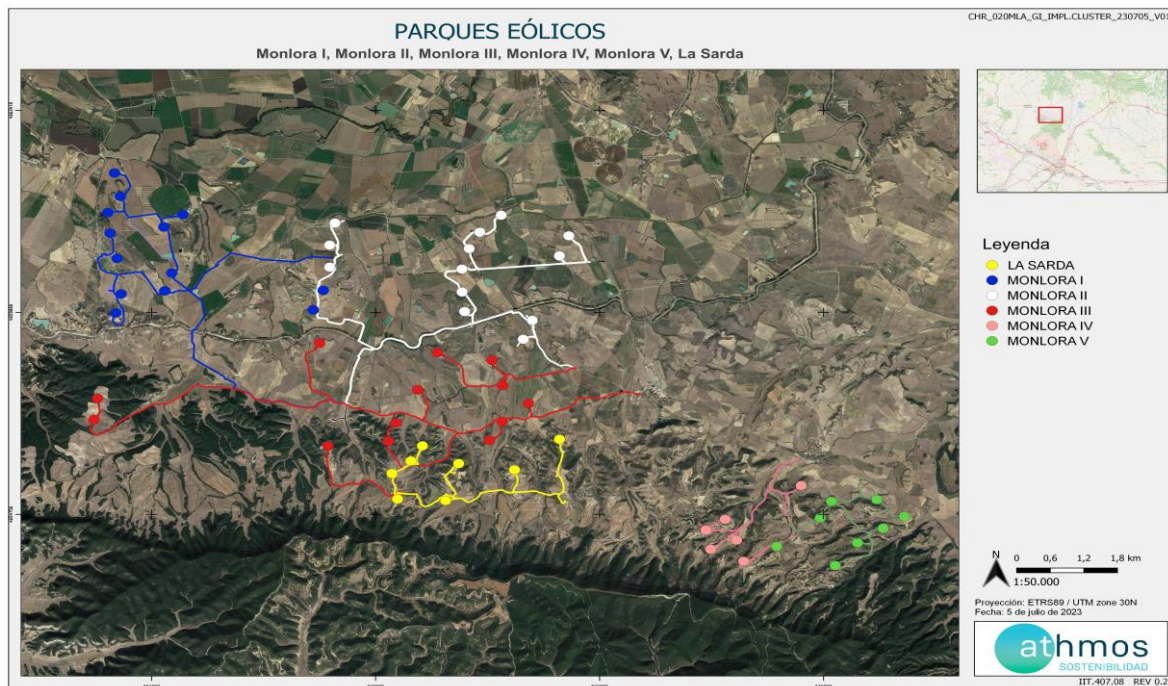 CHR_020MLA_GI_IMPL.CLUSTER_230705_V01
PARQUES EÓLICOS
Monlora I, Monlora II, Monlora III, Monlora IV, Monlora V, La Sarda
Leyenda
LA SARDA
MONLORA I
MONLORA II
MONLORA III
MONLORA IV
MONLORA V
N
0 0,6 1,2 1,8 km
1:50.000
Proyección: ETRS89 / UTM zone 30N
Fecha: 5 de julio de 2023
athmos
SOSTENIBILIDAD
IIT.407.08 REV 0.2